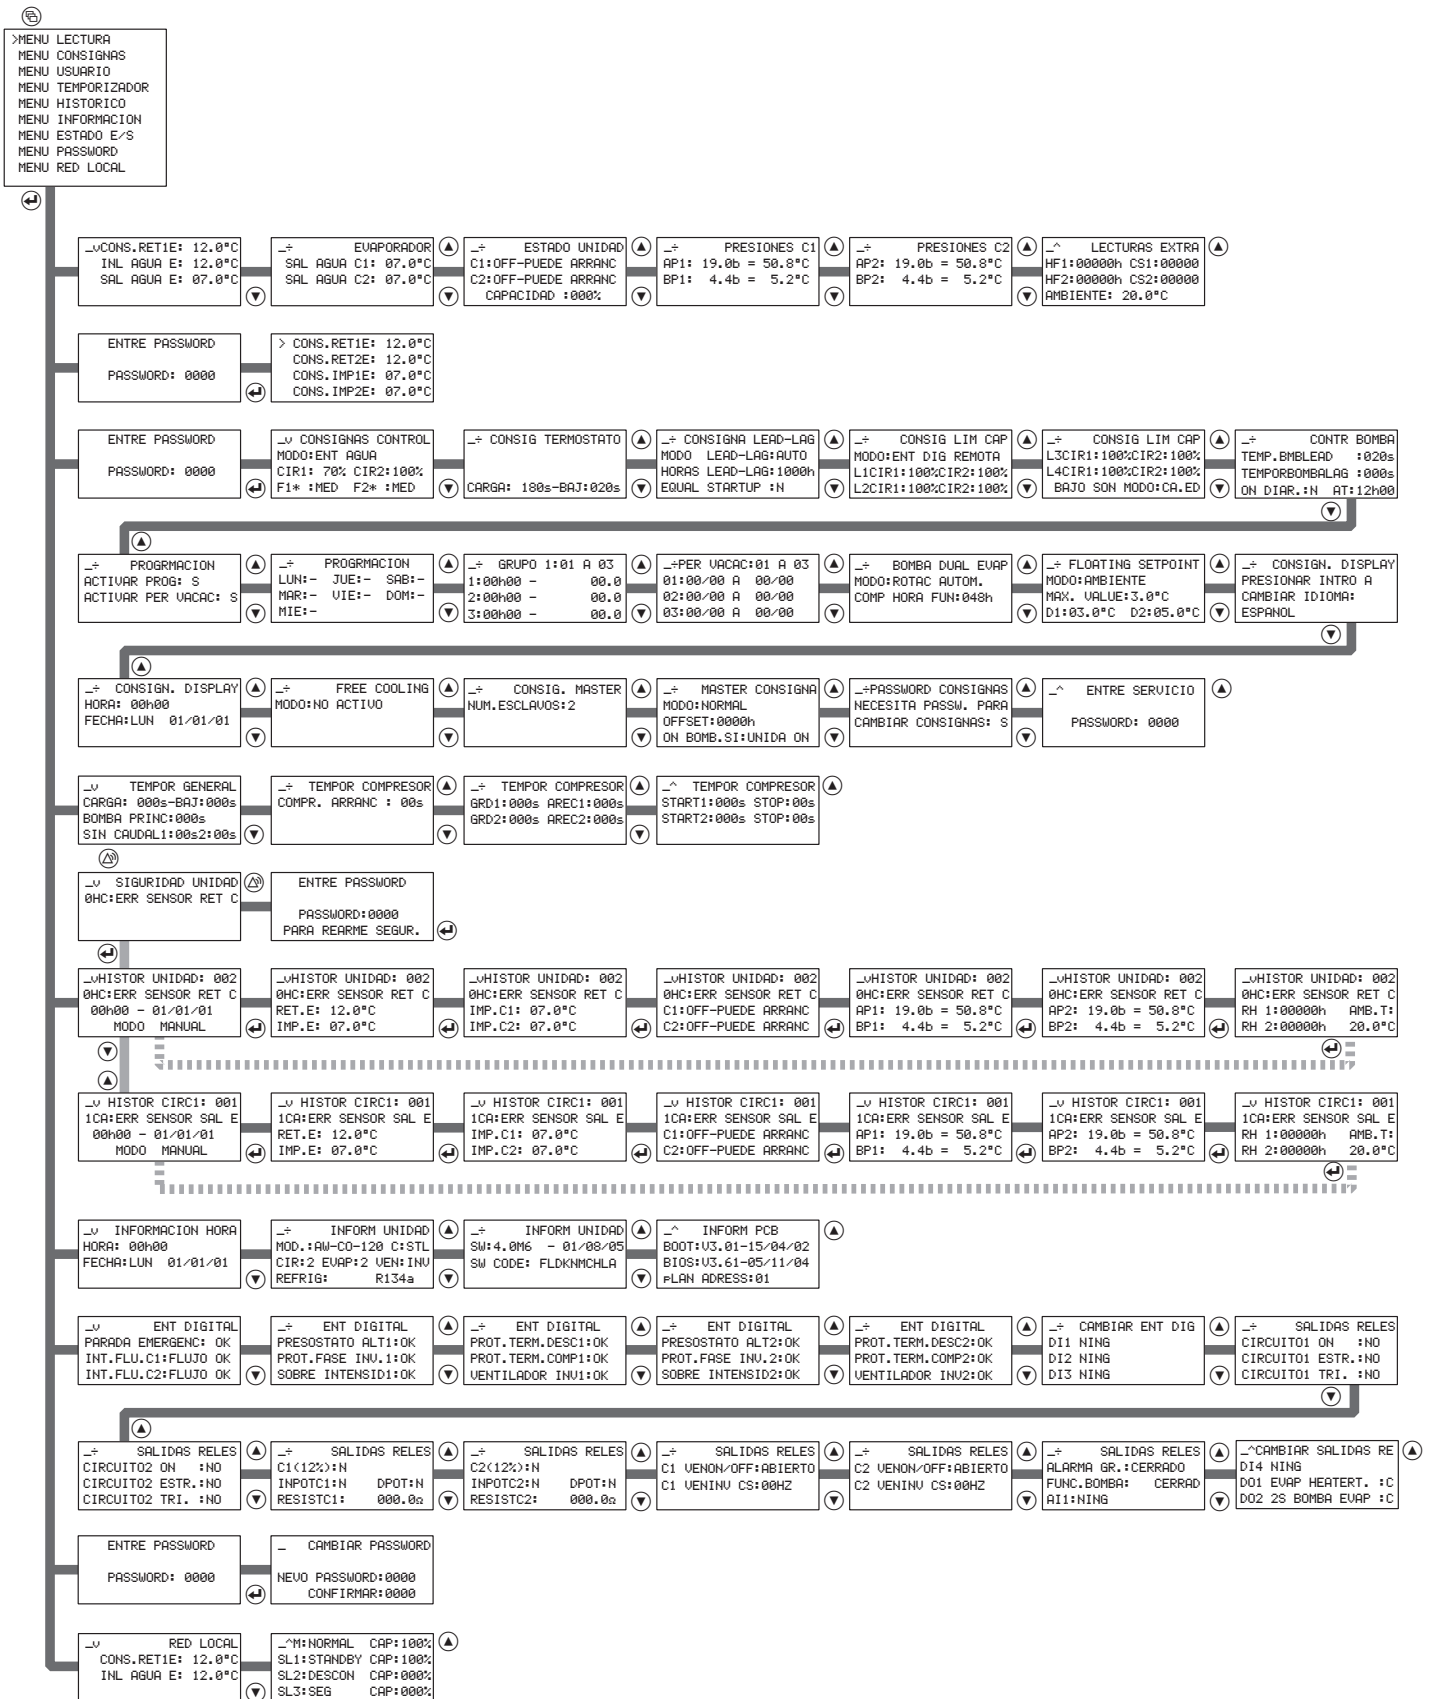 >MENU LECTURA
MENU CONSIGNAS
MENU USUARIO
MENU TEMPORIZADOR
MENU HISTORICO
MENU INFORMACION
MENU ESTADO E/S
MENU PASSWORD
MENU RED LOCAL
_vCONS.RET1E: 12.0°C
INL AGUA E: 12.0°C
SAL AGUA E: 07.0°C
_÷ EVAPORADOR
SAL AGUA C1: 07.0°C
SAL AGUA C2: 07.0°C
_÷ ESTADO UNIDAD
C1:OFF-PUEDE ARRANC
C2:OFF-PUEDE ARRANC
CAPACIDAD :000%
_÷ PRESIONES C1
AP1: 19.0b = 50.8°C
BP1: 4.4b = 5.2°C
_÷ PRESIONES C2
AP2: 19.0b = 50.8°C
BP2: 4.4b = 5.2°C
_^ LECTURAS EXTRA
HF1:00000h CS1:00000
HF2:00000h CS2:00000
AMBIENTE: 20.0°C
ENTRE PASSWORD
PASSWORD: 0000
> CONS.RET1E: 12.0°C
CONS.RET2E: 12.0°C
CONS.IMP1E: 07.0°C
CONS.IMP2E: 07.0°C
ENTRE PASSWORD
PASSWORD: 0000
_v CONSIGNAS CONTROL
MODO:ENT AGUA
CIR1: 70% CIR2:100%
F1* :MED F2* :MED
_÷ CONSIG TERMOSTATO
CARGA: 180s-BAJ:020s
_÷ CONSIGNA LEAD-LAG
MODO LEAD-LAG:AUTO
HORAS LEAD-LAG:1000h
EQUAL STARTUP :N
_÷ CONSIG LIM CAP
MODO:ENT DIG REMOTA
L1CIR1:100%CIR2:100%
L2CIR1:100%CIR2:100%
_÷ CONSIG LIM CAP
L3CIR1:100%CIR2:100%
L4CIR1:100%CIR2:100%
BAJO SON MODO:CA.ED
_÷ CONTR BOMBA
TEMP.BMBLEAD :020s
TEMPORBOMBALAG :000s
ON DIAR.:N AT:12h00
_÷ PROGRMACION
ACTIVAR PROG: S
ACTIVAR PER VACAC: S
_÷ PROGRMACION
LUN:- JUE:- SAB:-
MAR:- VIE:- DOM:-
MIE:-
_÷ GRUPO 1:01 A 03
1:00h00 - 00.0
2:00h00 - 00.0
3:00h00 - 00.0
_÷PER VACAC:01 A 03
01:00/00 A 00/00
02:00/00 A 00/00
03:00/00 A 00/00
_÷ BOMBA DUAL EVAP
MODO:ROTAC AUTOM.
COMP HORA FUN:048h
_÷ FLOATING SETPOINT
MODO:AMBIENTE
MAX. VALUE:3.0°C
D1:03.0°C D2:05.0°C
_÷ CONSIGN. DISPLAY
PRESIONAR INTRO A
CAMBIAR IDIOMA:
ESPANOL
_÷ CONSIGN. DISPLAY
HORA: 00h00
FECHA:LUN 01/01/01
_÷ FREE COOLING
MODO:NO ACTIVO
_÷ CONSIG. MASTER
NUM.ESCLAVOS:2
_÷ MASTER CONSIGNA
MODO:NORMAL
OFFSET:0000h
ON BOMB.SI:UNIDA ON
_÷PASSWORD CONSIGNAS
NECESITA PASSW. PARA
CAMBIAR CONSIGNAS: S
_^ ENTRE SERVICIO
PASSWORD: 0000
_v TEMPOR GENERAL
CARGA: 000s-BAJ:000s
BOMBA PRINC:000s
SIN CAUDAL1:00s2:00s
_÷ TEMPOR COMPRESOR
COMPR. ARRANC : 00s
_÷ TEMPOR COMPRESOR
GRD1:000s AREC1:000s
GRD2:000s AREC2:000s
_^ TEMPOR COMPRESOR
START1:000s STOP:00s
START2:000s STOP:00s
_v SIGURIDAD UNIDAD
0HC:ERR SENSOR RET C
ENTRE PASSWORD
PASSWORD:0000
PARA REARME SEGUR.
_vHISTOR UNIDAD: 002
0HC:ERR SENSOR RET C
00h00 - 01/01/01
MODO MANUAL
_vHISTOR UNIDAD: 002
0HC:ERR SENSOR RET C
RET.E: 12.0°C
IMP.E: 07.0°C
_vHISTOR UNIDAD: 002
0HC:ERR SENSOR RET C
IMP.C1: 07.0°C
IMP.C2: 07.0°C
_vHISTOR UNIDAD: 002
0HC:ERR SENSOR RET C
C1:OFF-PUEDE ARRANC
C2:OFF-PUEDE ARRANC
_vHISTOR UNIDAD: 002
0HC:ERR SENSOR RET C
AP1: 19.0b = 50.8°C
BP1: 4.4b = 5.2°C
_vHISTOR UNIDAD: 002
0HC:ERR SENSOR RET C
AP2: 19.0b = 50.8°C
BP2: 4.4b = 5.2°C
_vHISTOR UNIDAD: 002
0HC:ERR SENSOR RET C
RH 1:00000h AMB.T:
RH 2:00000h 20.0°C
_v HISTOR CIRC1: 001
1CA:ERR SENSOR SAL E
00h00 - 01/01/01
MODO MANUAL
_v HISTOR CIRC1: 001
1CA:ERR SENSOR SAL E
RET.E: 12.0°C
IMP.E: 07.0°C
_v HISTOR CIRC1: 001
1CA:ERR SENSOR SAL E
IMP.C1: 07.0°C
IMP.C2: 07.0°C
_v HISTOR CIRC1: 001
1CA:ERR SENSOR SAL E
C1:OFF-PUEDE ARRANC
C2:OFF-PUEDE ARRANC
_v HISTOR CIRC1: 001
1CA:ERR SENSOR SAL E
AP1: 19.0b = 50.8°C
BP1: 4.4b = 5.2°C
_v HISTOR CIRC1: 001
1CA:ERR SENSOR SAL E
AP2: 19.0b = 50.8°C
BP2: 4.4b = 5.2°C
_v HISTOR CIRC1: 001
1CA:ERR SENSOR SAL E
RH 1:00000h AMB.T:
RH 2:00000h 20.0°C
_v INFORMACION HORA
HORA: 00h00
FECHA:LUN 01/01/01
_÷ INFORM UNIDAD
MOD.:AW-CO-120 C:STL
CIR:2 EVAP:2 VEN:INV
REFRIG: R134a
_÷ INFORM UNIDAD
SW:4.0M6 - 01/08/05
SW CODE: FLDKNMCHLA
_^ INFORM PCB
BOOT:V3.01-15/04/02
BIOS:V3.61-05/11/04
pLAN ADRESS:01
_v ENT DIGITAL
PARADA EMERGENC: OK
INT.FLU.C1:FLUJO OK
INT.FLU.C2:FLUJO OK
_÷ ENT DIGITAL
PRESOSTATO ALT1:OK
PROT.FASE INV.1:OK
SOBRE INTENSID1:OK
_÷ ENT DIGITAL
PROT.TERM.DESC1:OK
PROT.TERM.COMP1:OK
VENTILADOR INV1:OK
_÷ ENT DIGITAL
PRESOSTATO ALT2:OK
PROT.FASE INV.2:OK
SOBRE INTENSID2:OK
_÷ ENT DIGITAL
PROT.TERM.DESC2:OK
PROT.TERM.COMP2:OK
VENTILADOR INV2:OK
_÷ CAMBIAR ENT DIG
DI1 NING
DI2 NING
DI3 NING
_÷ SALIDAS RELES
CIRCUITO1 ON :NO
CIRCUITO1 ESTR.:NO
CIRCUITO1 TRI. :NO
_÷ SALIDAS RELES
CIRCUITO2 ON :NO
CIRCUITO2 ESTR.:NO
CIRCUITO2 TRI. :NO
_÷ SALIDAS RELES
C1(12%):N
INPOTC1:N DPOT:N
RESISTC1: 000.0Ω
_÷ SALIDAS RELES
C2(12%):N
INPOTC2:N DPOT:N
RESISTC2: 000.0Ω
_÷ SALIDAS RELES
C1 VENON/OFF:ABIERTO
C1 VENINV CS:00HZ
_÷ SALIDAS RELES
C2 VENON/OFF:ABIERTO
C2 VENINV CS:00HZ
_÷ SALIDAS RELES
ALARMA GR.:CERRADO
FUNC.BOMBA: CERRAD
AI1:NING
_^CAMBIAR SALIDAS RE
DI4 NING
DO1 EVAP HEATERT. :C
DO2 2S BOMBA EVAP :C
ENTRE PASSWORD
PASSWORD: 0000
_ CAMBIAR PASSWORD
NEVO PASSWORD:0000
CONFIRMAR:0000
_v RED LOCAL
CONS.RET1E: 12.0°C
INL AGUA E: 12.0°C
_^M:NORMAL CAP:100%
SL1:STANDBY CAP:100%
SL2:DESCON CAP:000%
SL3:SEG CAP:000%